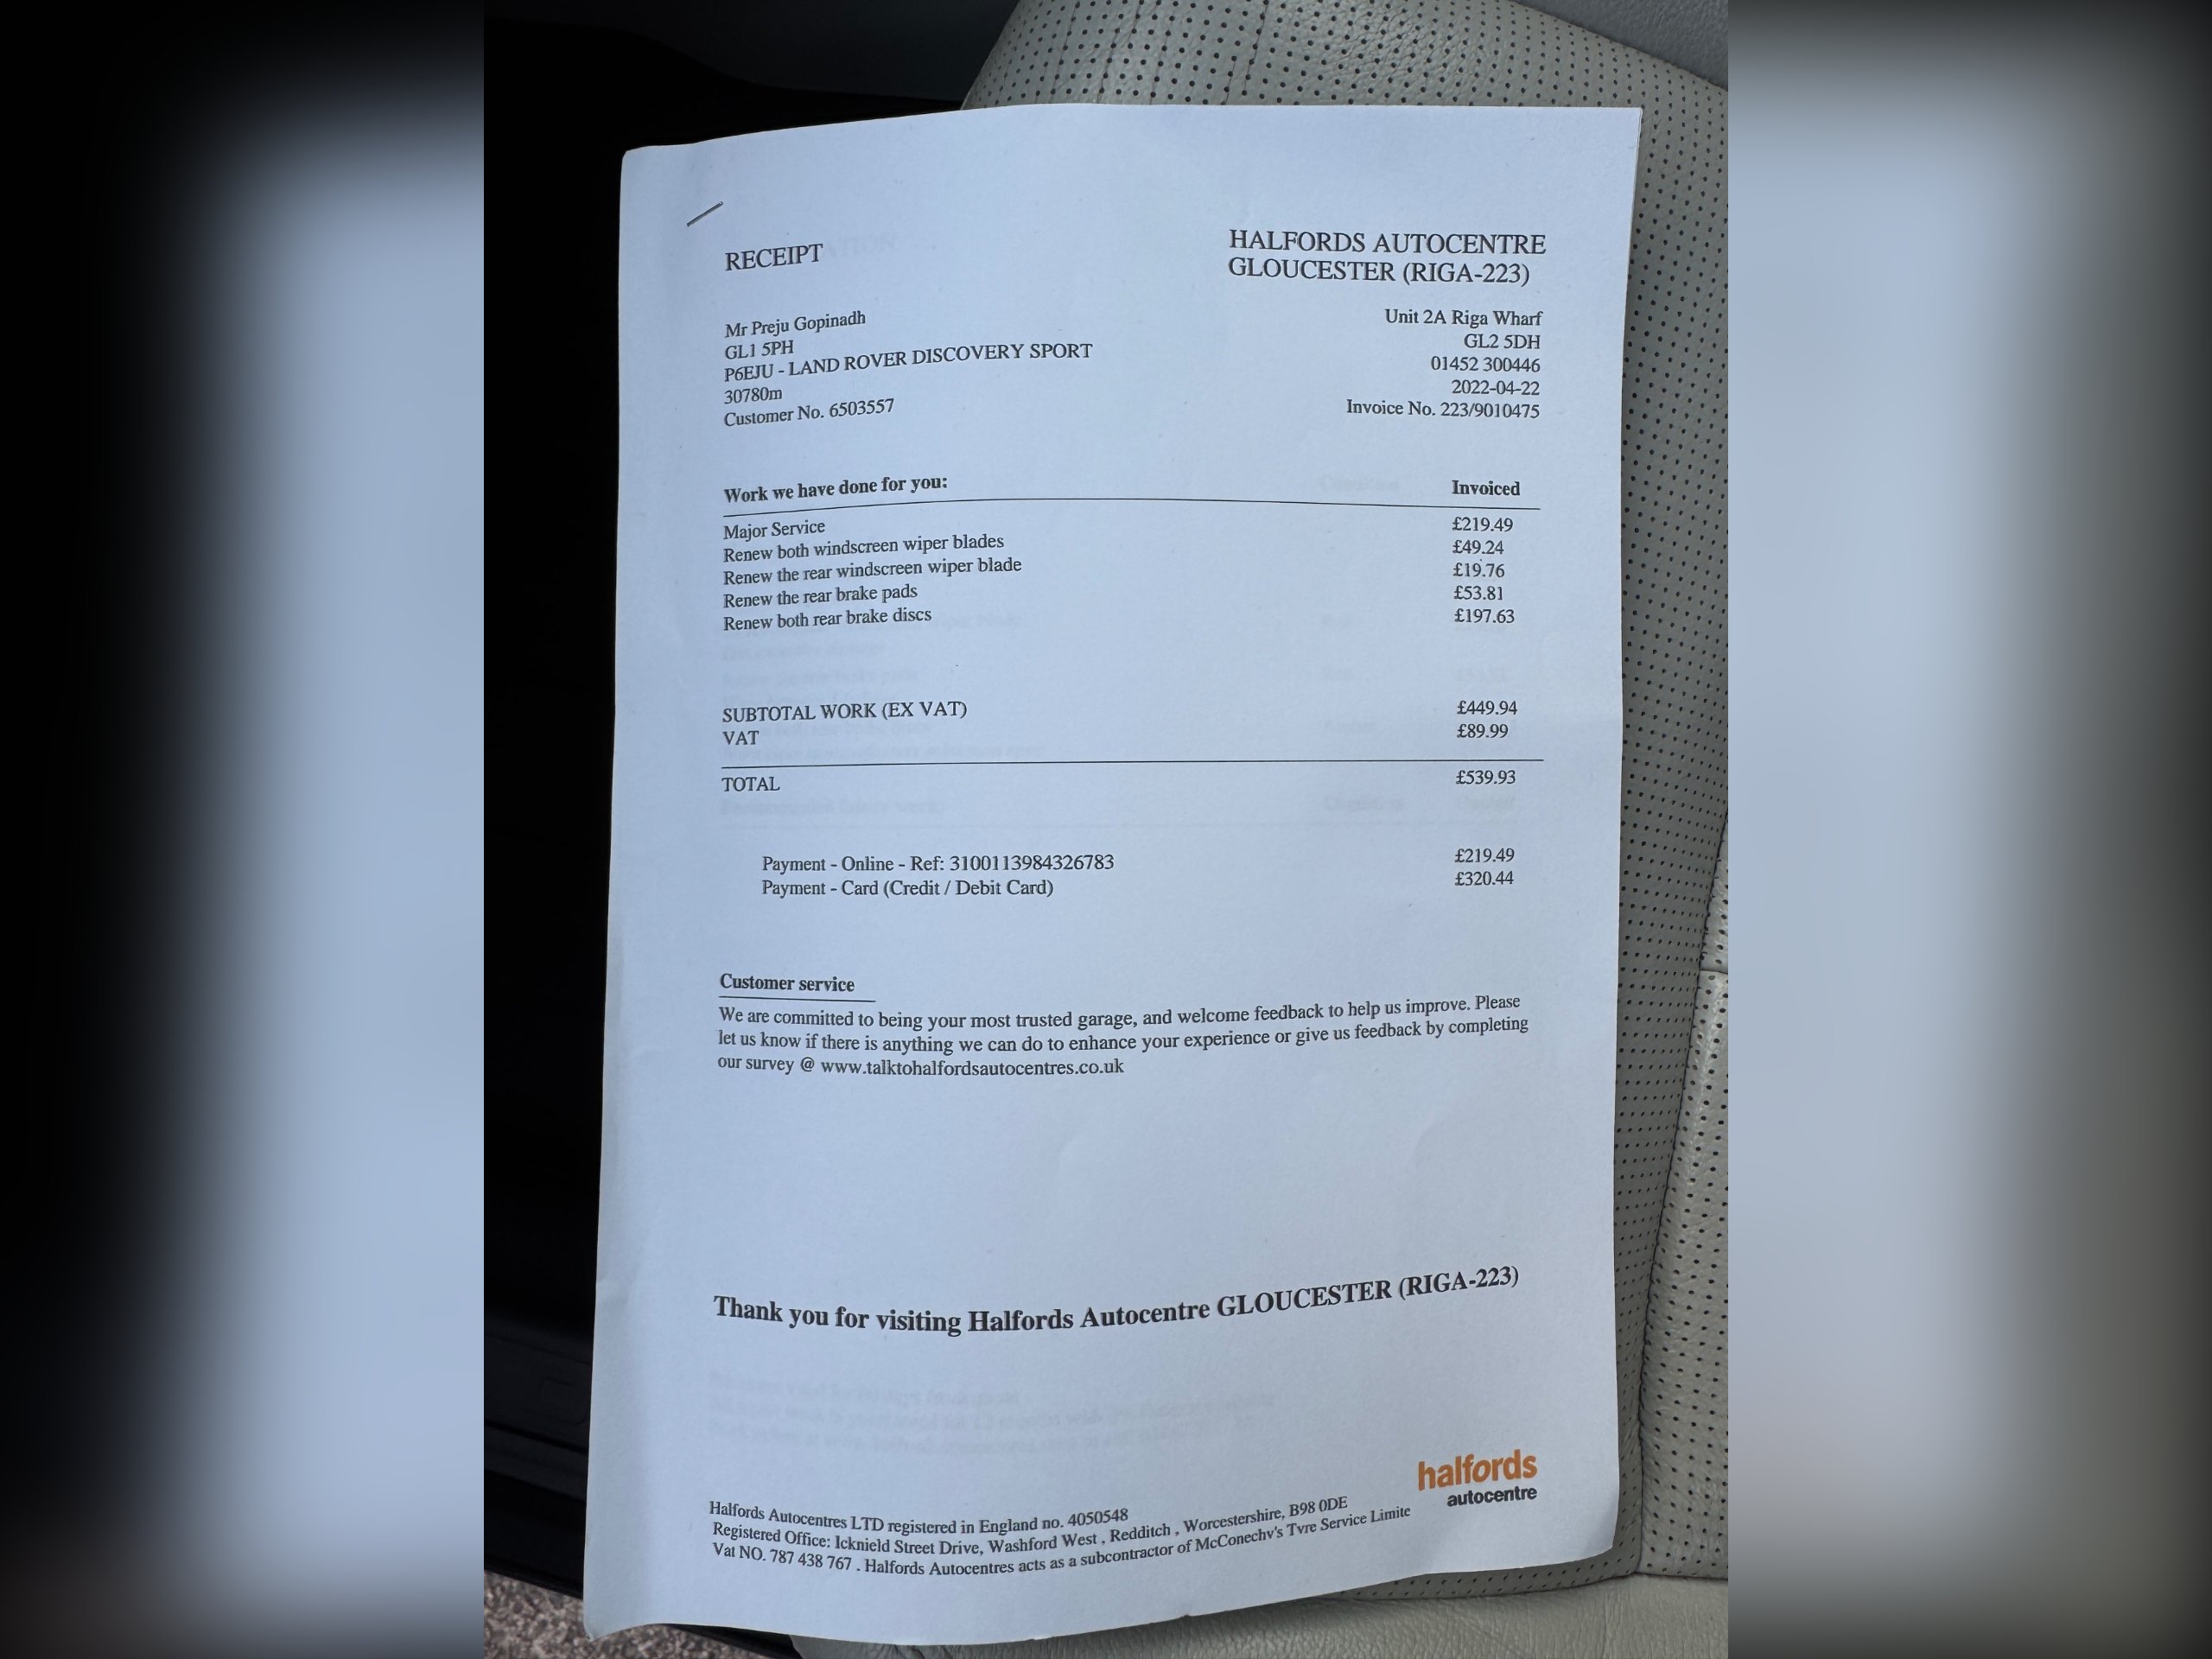 RECEIPT
HALFORDS AUTOCENTRE
GLOUCESTER (RIGA-223)
Mr Preju Gopinadh
GL1 5PH
P6EJU - LAND ROVER DISCOVERY SPORT
30780m
Customer No. 6503557
Unit 2A Riga Wharf
GL2 5DH
01452 300446
2022-04-22
Invoice No. 223/9010475
Work we have done for you: Invoiced
Major Service £219.49
Renew both windscreen wiper blades £49.24
Renew the rear windscreen wiper blade £19.76
Renew the rear brake pads £53.81
Renew both rear brake discs £197.63
SUBTOTAL WORK (EX VAT) £449.94
VAT £89.99
TOTAL £539.93
Payment - Online - Ref: 3100113984326783 £219.49
Payment - Card (Credit / Debit Card) £320.44
Customer service
We are committed to being your most trusted garage, and welcome feedback to help us improve. Please
let us know if there is anything we can do to enhance your experience or give us feedback by completing
our survey @ www.talktohalfordsautocentres.co.uk
Thank you for visiting Halfords Autocentre GLOUCESTER (RIGA-223)
halfords
autocentre
Halfords Autocentres LTD registered in England no. 4050548
Registered Office: Icknield Street Drive, Washford West , Redditch , Worcestershire, B98 0DE
Vat NO. 787 438 767 . Halfords Autocentres acts as a subcontractor of McConechy's Tyre Service Limite